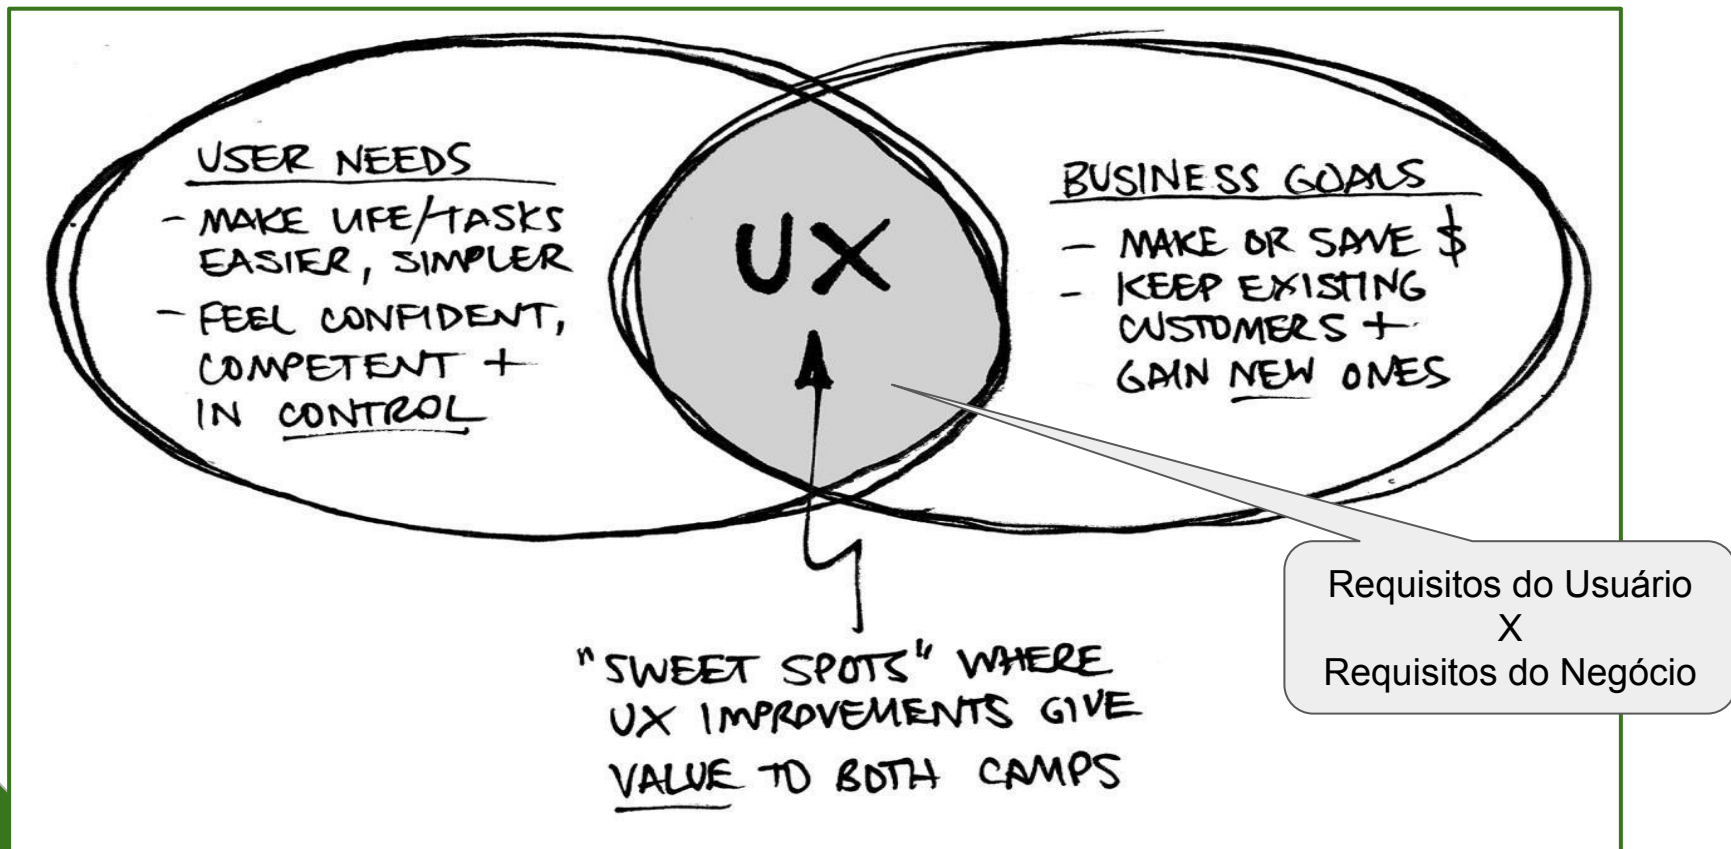 USER NEEDS
- MAKE LIFE/TASKS
EASIER, SIMPLER
- FEEL CONFIDENT,
COMPETENT +
IN CONTROL
UX
BUSINESS GOALS
- MAKE OR SAVE $
- KEEP EXISTING
CUSTOMERS +
GAIN NEW ONES
"SWEET SPOTS" WHERE
UX IMPROVEMENTS GIVE
VALUE TO BOTH CAMPS
Requisitos do Usuário
X
Requisitos do Negócio